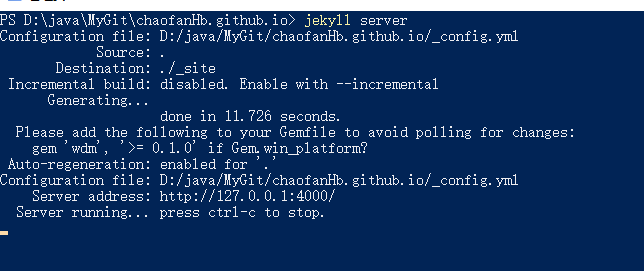 PS D:\java\MyGit\chaofanHb.github.io> jekyll server
Configuration file: D:/java/MyGit/chaofanHb.github.io/_config.yml
Source: .
Destination: ./_site
Incremental build: disabled. Enable with --incremental
Generating...
done in 11.726 seconds.
Please add the following to your Gemfile to avoid polling for changes:
gem 'wdm', '>= 0.1.0' if Gem.win_platform?
Auto-regeneration: enabled for '.'
Configuration file: D:/java/MyGit/chaofanHb.github.io/_config.yml
Server address: http://127.0.0.1:4000/
Server running... press ctrl-c to stop.